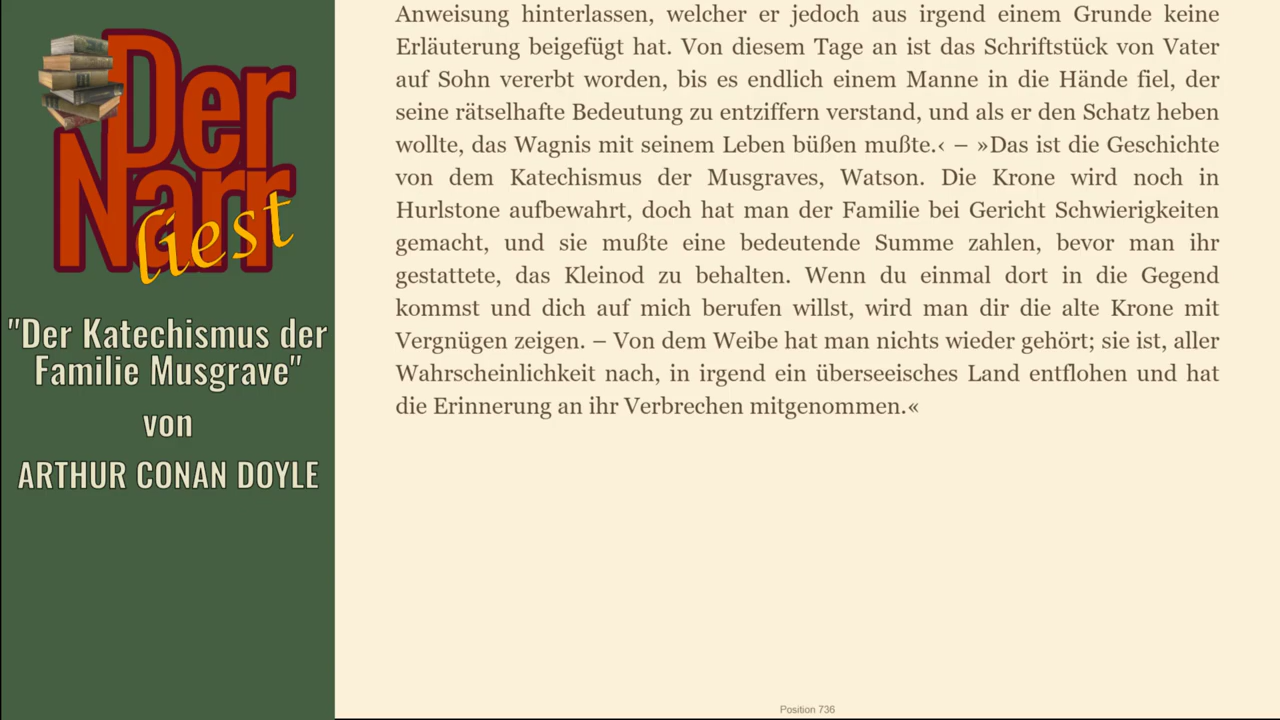 Der
Narr
liest
"Der Katechismus der
Familie Musgrave"
von
ARTHUR CONAN DOYLE
Anweisung hinterlassen, welcher er jedoch aus irgend einem Grunde keine
Erläuterung beigefügt hat. Von diesem Tage an ist das Schriftstück von Vater
auf Sohn vererbt worden, bis es endlich einem Manne in die Hände fiel, der
seine rätselhafte Bedeutung zu entziffern verstand, und als er den Schatz heben
wollte, das Wagnis mit seinem Leben büßen mußte.‹ – »Das ist die Geschichte
von dem Katechismus der Musgraves, Watson. Die Krone wird noch in
Hurlstone aufbewahrt, doch hat man der Familie bei Gericht Schwierigkeiten
gemacht, und sie mußte eine bedeutende Summe zahlen, bevor man ihr
gestattete, das Kleinod zu behalten. Wenn du einmal dort in die Gegend
kommst und dich auf mich berufen willst, wird man dir die alte Krone mit
Vergnügen zeigen. – Von dem Weibe hat man nichts wieder gehört; sie ist, aller
Wahrscheinlichkeit nach, in irgend ein überseeisches Land entflohen und hat
die Erinnerung an ihr Verbrechen mitgenommen.«
Position 736